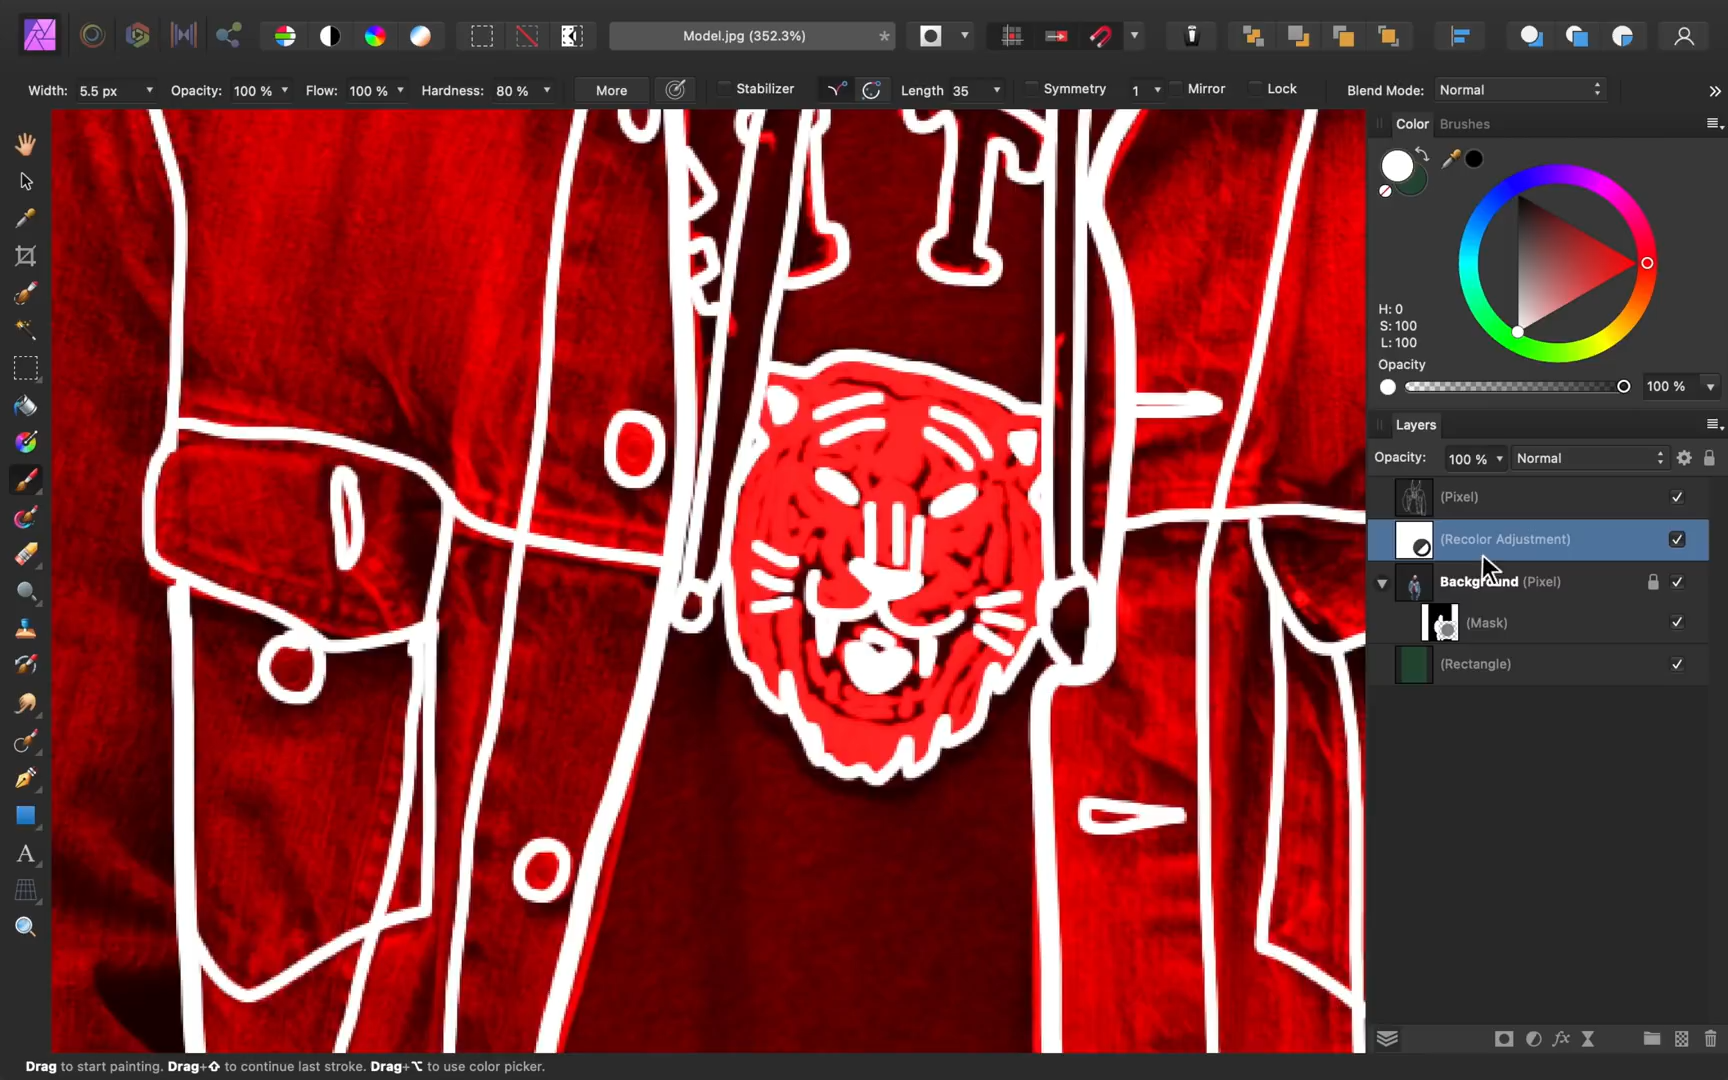 Model.jpg (352.3%)
*
Width: 5.5 px Opacity: 100 % Flow: 100 % Hardness: 80 % More Stabilizer Length 35 Symmetry 1 Mirror Lock Blend Mode: Normal
Color Brushes
H: 0
S: 100
L: 100
Opacity
100 %
Layers
Opacity: 100 % Normal
(Pixel)
(Recolor Adjustment)
Background (Pixel)
(Mask)
(Rectangle)
A
fx
Drag to start painting. Drag+⇧ to continue last stroke. Drag+⌥ to use color picker.